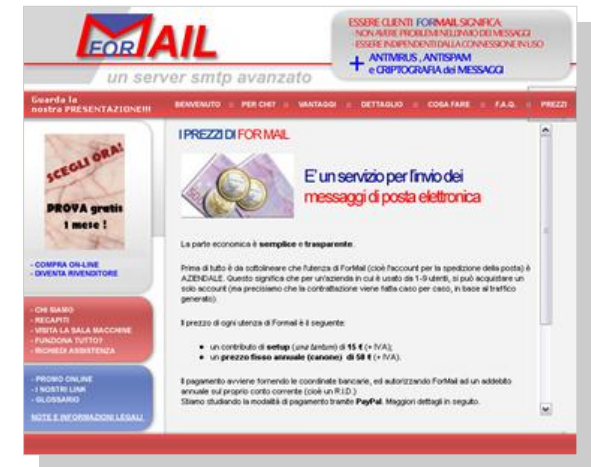 FOR MAIL
un server smtp avanzato
ESSERE CLIENTI FORMAIL SIGNIFICA:
- NON AVERE PROBLEMI NELL'INVIO DEI MESSAGGI
- ESSERE INDIPENDENTI DALLA CONNESSIONE IN USO
+ ANTIVIRUS, ANTISPAM
e CRIPTOGRAFIA dei MESSAGGI
Guarda la
nostra PRESENTAZIONE!!!
BENVENUTO PER CHI? VANTAGGI DETTAGLIO COSA FARE F.A.Q. PREZZI
SCEGLI ORA!
PROVA gratis
1 mese !
- COMPRA ON-LINE
- DIVENTA RIVENDITORE
- CHI SIAMO
- RECAPITI
- VISITA LA SALA MACCHINE
- FUNZIONA TUTTO?
- RICHIEDI ASSISTENZA
- PROMO ONLINE
- I NOSTRI LINK
- GLOSSARIO
NOTE E INFORMAZIONI LEGALI
I PREZZI DI FOR MAIL
E' un servizio per l'invio dei
messaggi di posta elettronica
La parte economica è semplice e trasparente.
Prima di tutto è da sottolineare che l'utenza di ForMail (cioè l'account per la spedizione della posta) è
AZIENDALE. Questo significa che per un'azienda in cui è usato da 1-9 utenti, si può acquistare un
solo account (ma precisiamo che la contrattazione viene fatta caso per caso, in base al traffico
generato).
Il prezzo di ogni utenza di Formail è il seguente:
• un contributo di setup (una tantum) di 15 € (+ IVA);
• un prezzo fisso annuale (canone) di 58 € (+ IVA).
Il pagamento avviene fornendo le coordinate bancarie, ed autorizzando ForMail ad un addebito
annuale sul proprio conto corrente (cioè un R.I.D.)
Stiamo studiando la modalità di pagamento tramite PayPal. Maggiori dettagli in seguito.